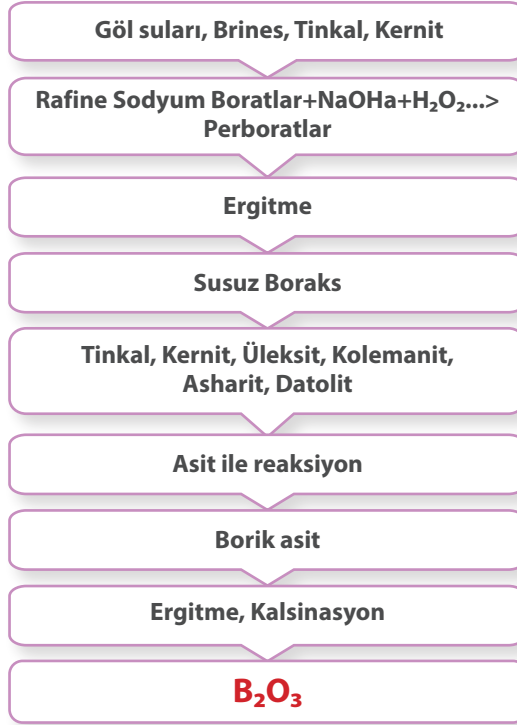 Göl suları, Brines, Tinkal, Kernit
Rafine Sodyum Boratlar+NaOHa+H₂O₂...>
Perboratlar
Ergitme
Susuz Boraks
Tinkal, Kernit, Üleksit, Kolemanit,
Asharit, Datolit
Asit ile reaksiyon
Borik asit
Ergitme, Kalsinasyon
B₂O₃